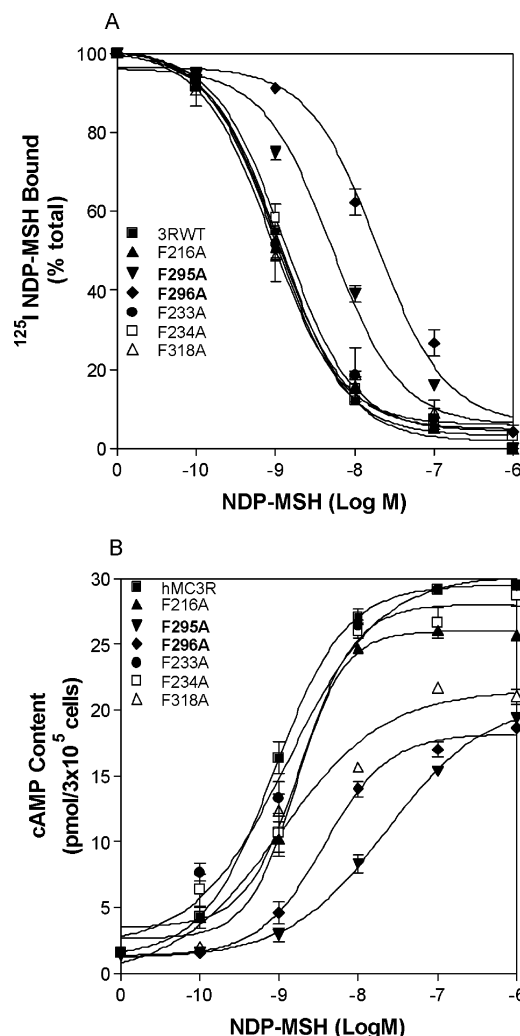 A
100
80
60
40
20
0
125I NDP-MSH Bound
(% total)
3RWT
F216A
F295A
F296A
F233A
F234A
F318A
0 -10 -9 -8 -7 -6
NDP-MSH (Log M)
B
30
25
20
15
10
5
0
cAMP Content
(pmol/3x10 5 cells)
hMC3R
F216A
F295A
F296A
F233A
F234A
F318A
0 -10 -9 -8 -7 -6
NDP-MSH (LogM)